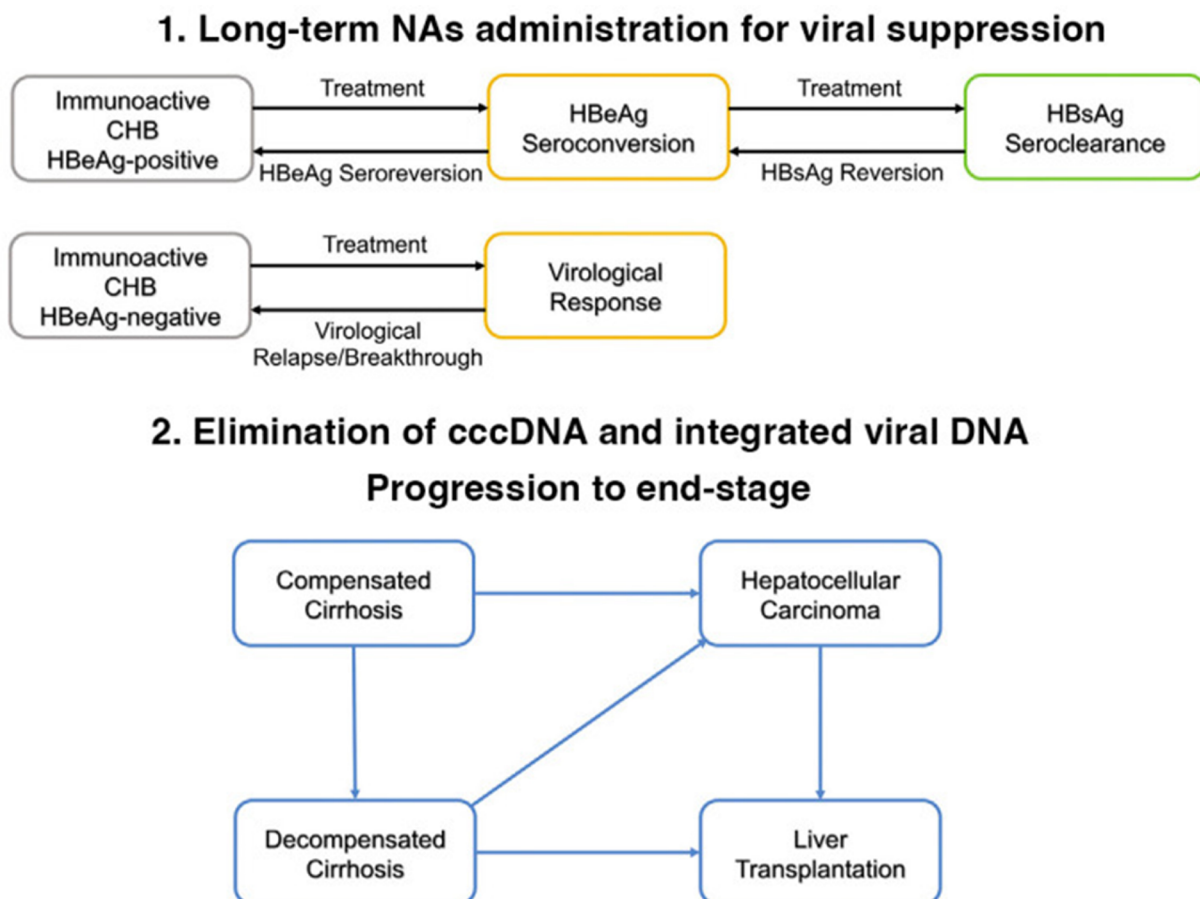 1. Long-term NAs administration for viral suppression
Immunoactive
CHB
HBeAg-positive
Treatment
HBeAg Seroreversion
HBeAg
Seroconversion
Treatment
HBsAg Reversion
HBsAg
Seroclearance
Immunoactive
CHB
HBeAg-negative
Treatment
Virological
Relapse/Breakthrough
Virological
Response
2. Elimination of cccDNA and integrated viral DNA
Progression to end-stage
Compensated
Cirrhosis
Hepatocellular
Carcinoma
Decompensated
Cirrhosis
Liver
Transplantation